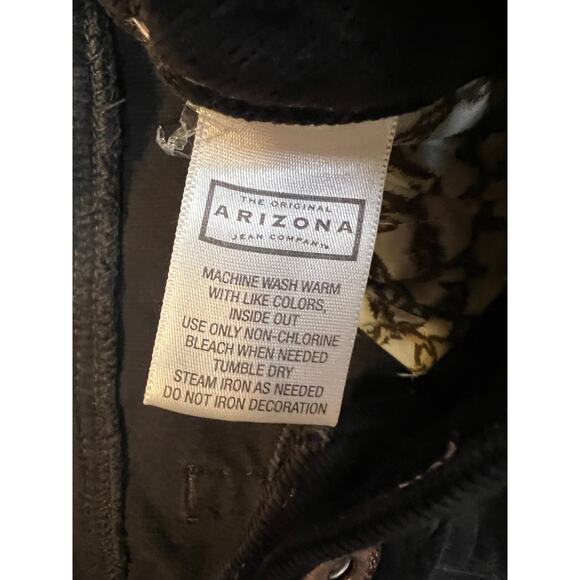 THE ORIGINAL
ARIZONA
JEAN COMPANY
MACHINE WASH WARM
WITH LIKE COLORS,
INSIDE OUT
USE ONLY NON-CHLORINE
BLEACH WHEN NEEDED
TUMBLE DRY
STEAM IRON AS NEEDED
DO NOT IRON DECORATION